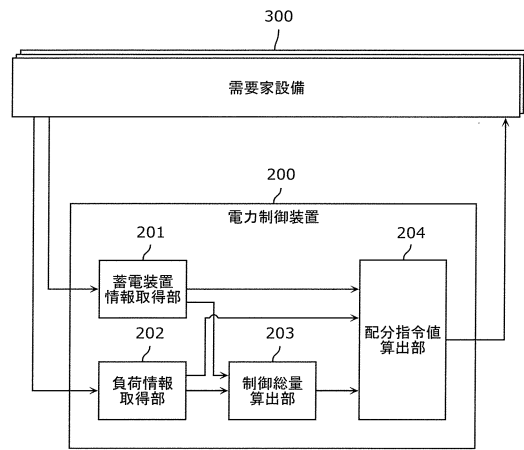 300
需要家設備
200
電力制御装置
201
204
蓄電装置
情報取得部
配分指令値
算出部
202
203
負荷情報
取得部
制御総量
算出部